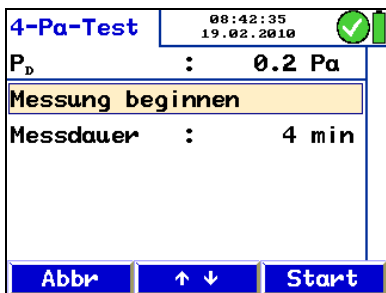 4-Pa-Test
08:42:35
19.02.2010
P_D : 0.2 Pa
Messung beginnen
Messdauer : 4 min
Abbr ↑ ↓ Start